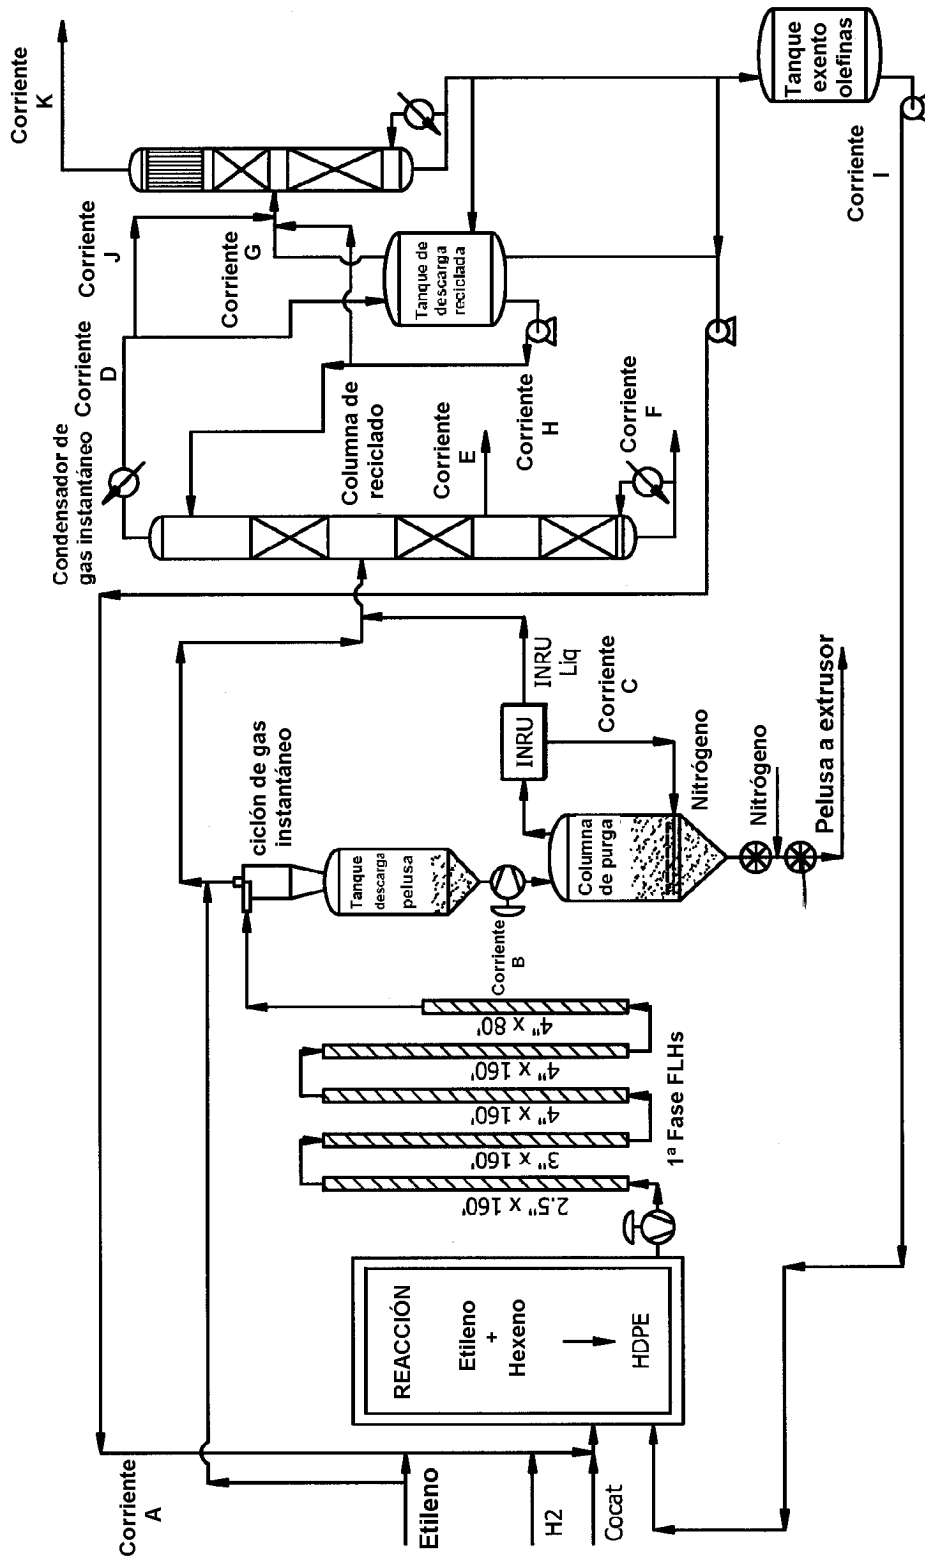 Corriente
K
Tanque
exento
olefinas
Corriente
I
Corriente
J
Corriente
G
Tanque de
descarga
reciclada
Corriente
D
Condensador de
gas instantáneo
Columna de
reciclado
Corriente
E
Corriente
H
Corriente
F
INRU
Liq
INRU
Corriente
C
ciclón de gas
instantáneo
Tanque
descarga
pelusa
Columna
de purga
Nitrógeno
Nitrógeno
Pelusa a extrusor
Corriente
B
4" x 80'
4" x 160'
4" x 160'
3" x 160'
2.5" x 160'
1ª Fase FLHs
REACCIÓN
Etileno
+
Hexeno
HDPE
Corriente
A
Etileno
H2
Cocat